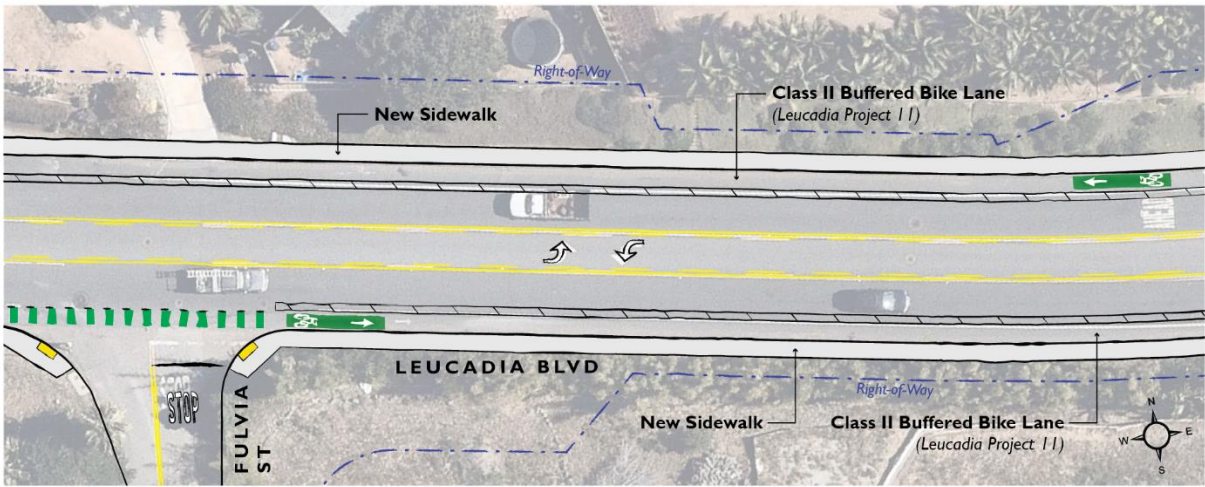 Right-of-Way
Class II Buffered Bike Lane
(Leucadia Project 11)
New Sidewalk
LEUCADIA BLVD
STOP
FULVIA
ST
Right-of-Way
New Sidewalk
Class II Buffered Bike Lane
(Leucadia Project 11)
N
W
E
S